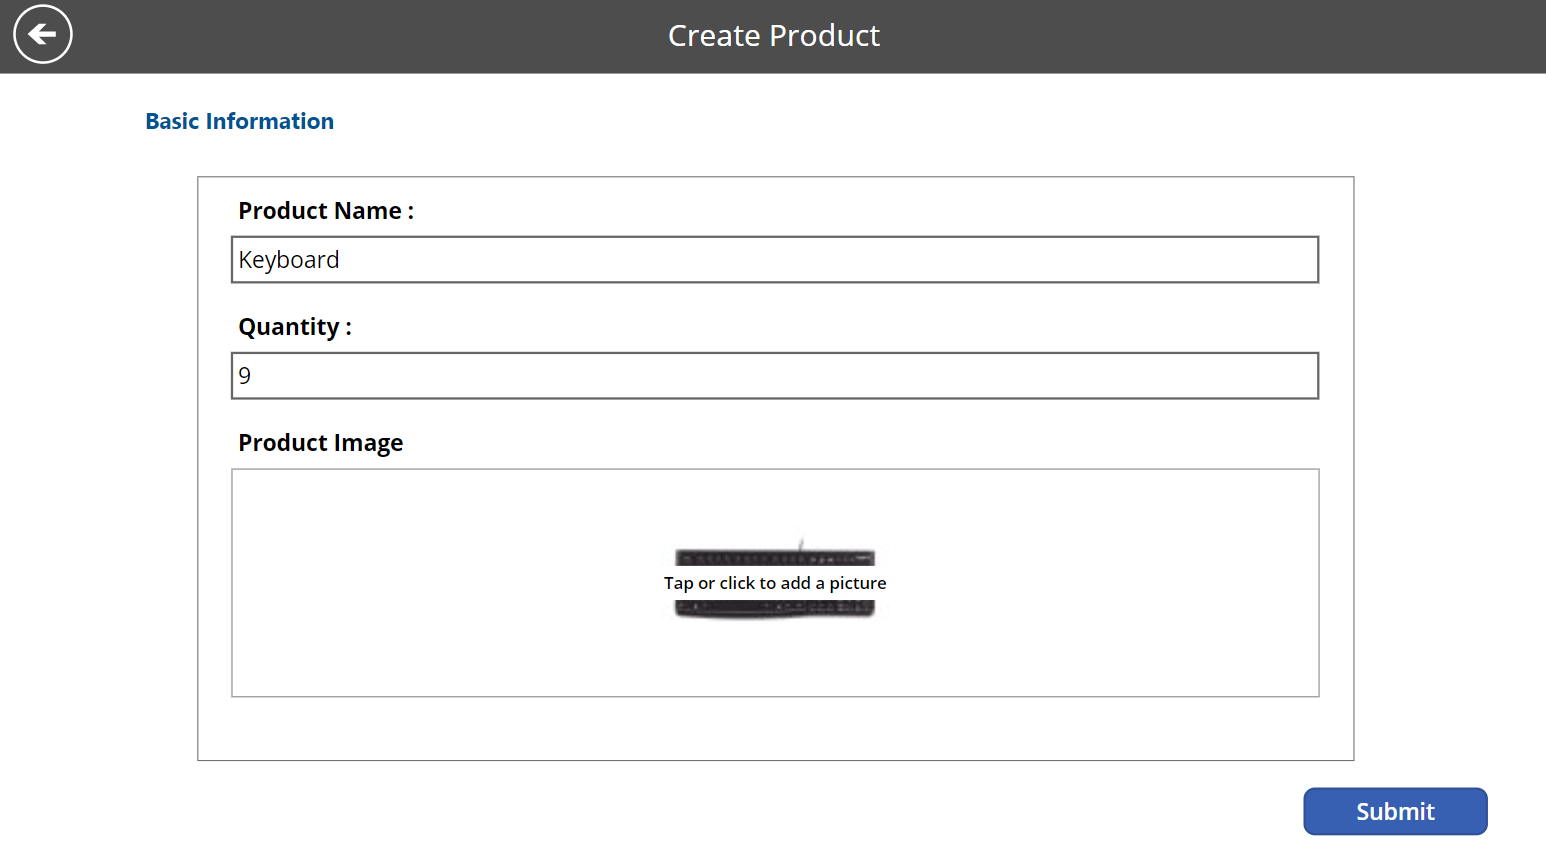 Create Product
Basic Information
Product Name :
Keyboard
Quantity :
9
Product Image
Tap or click to add a picture
Submit